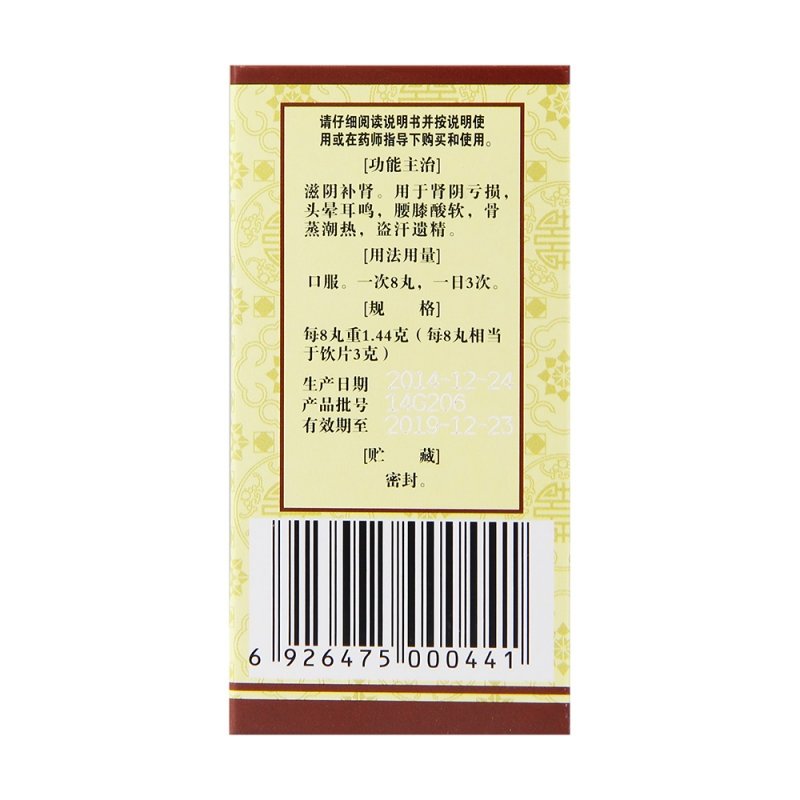 请仔细阅读说明书并按说明使
用或在药师指导下购买和使用。
[功能主治]
滋阴补肾。用于肾阴亏损，
头晕耳鸣，腰膝酸软，骨
蒸潮热，盗汗遗精。
[用法用量]
口服。一次8丸，一日3次。
[规 格]
每8丸重1.44克（每8丸相当
于饮片3克）
生产日期 2014-12-24
产品批号 14G206
有效期至 2019-12-23
[贮 藏]
密封。
6 926475 000441